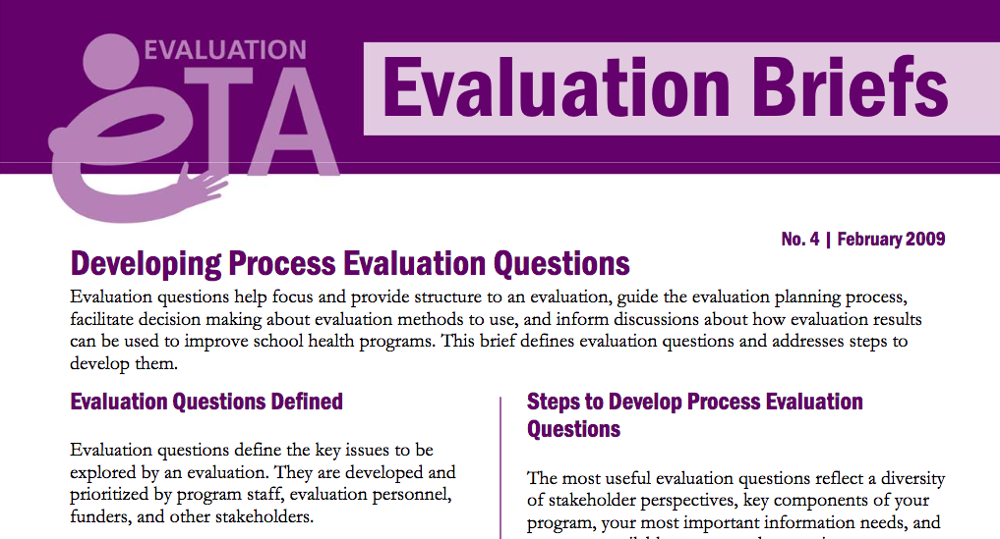 EVALUATION
eTA
Evaluation Briefs
No. 4 | February 2009
Developing Process Evaluation Questions
Evaluation questions help focus and provide structure to an evaluation, guide the evaluation planning process,
facilitate decision making about evaluation methods to use, and inform discussions about how evaluation results
can be used to improve school health programs. This brief defines evaluation questions and addresses steps to
develop them.
Evaluation Questions Defined
Evaluation questions define the key issues to be
explored by an evaluation. They are developed and
prioritized by program staff, evaluation personnel,
funders, and other stakeholders.
Steps to Develop Process Evaluation
Questions
The most useful evaluation questions reflect a diversity
of stakeholder perspectives, key components of your
program, your most important information needs, and